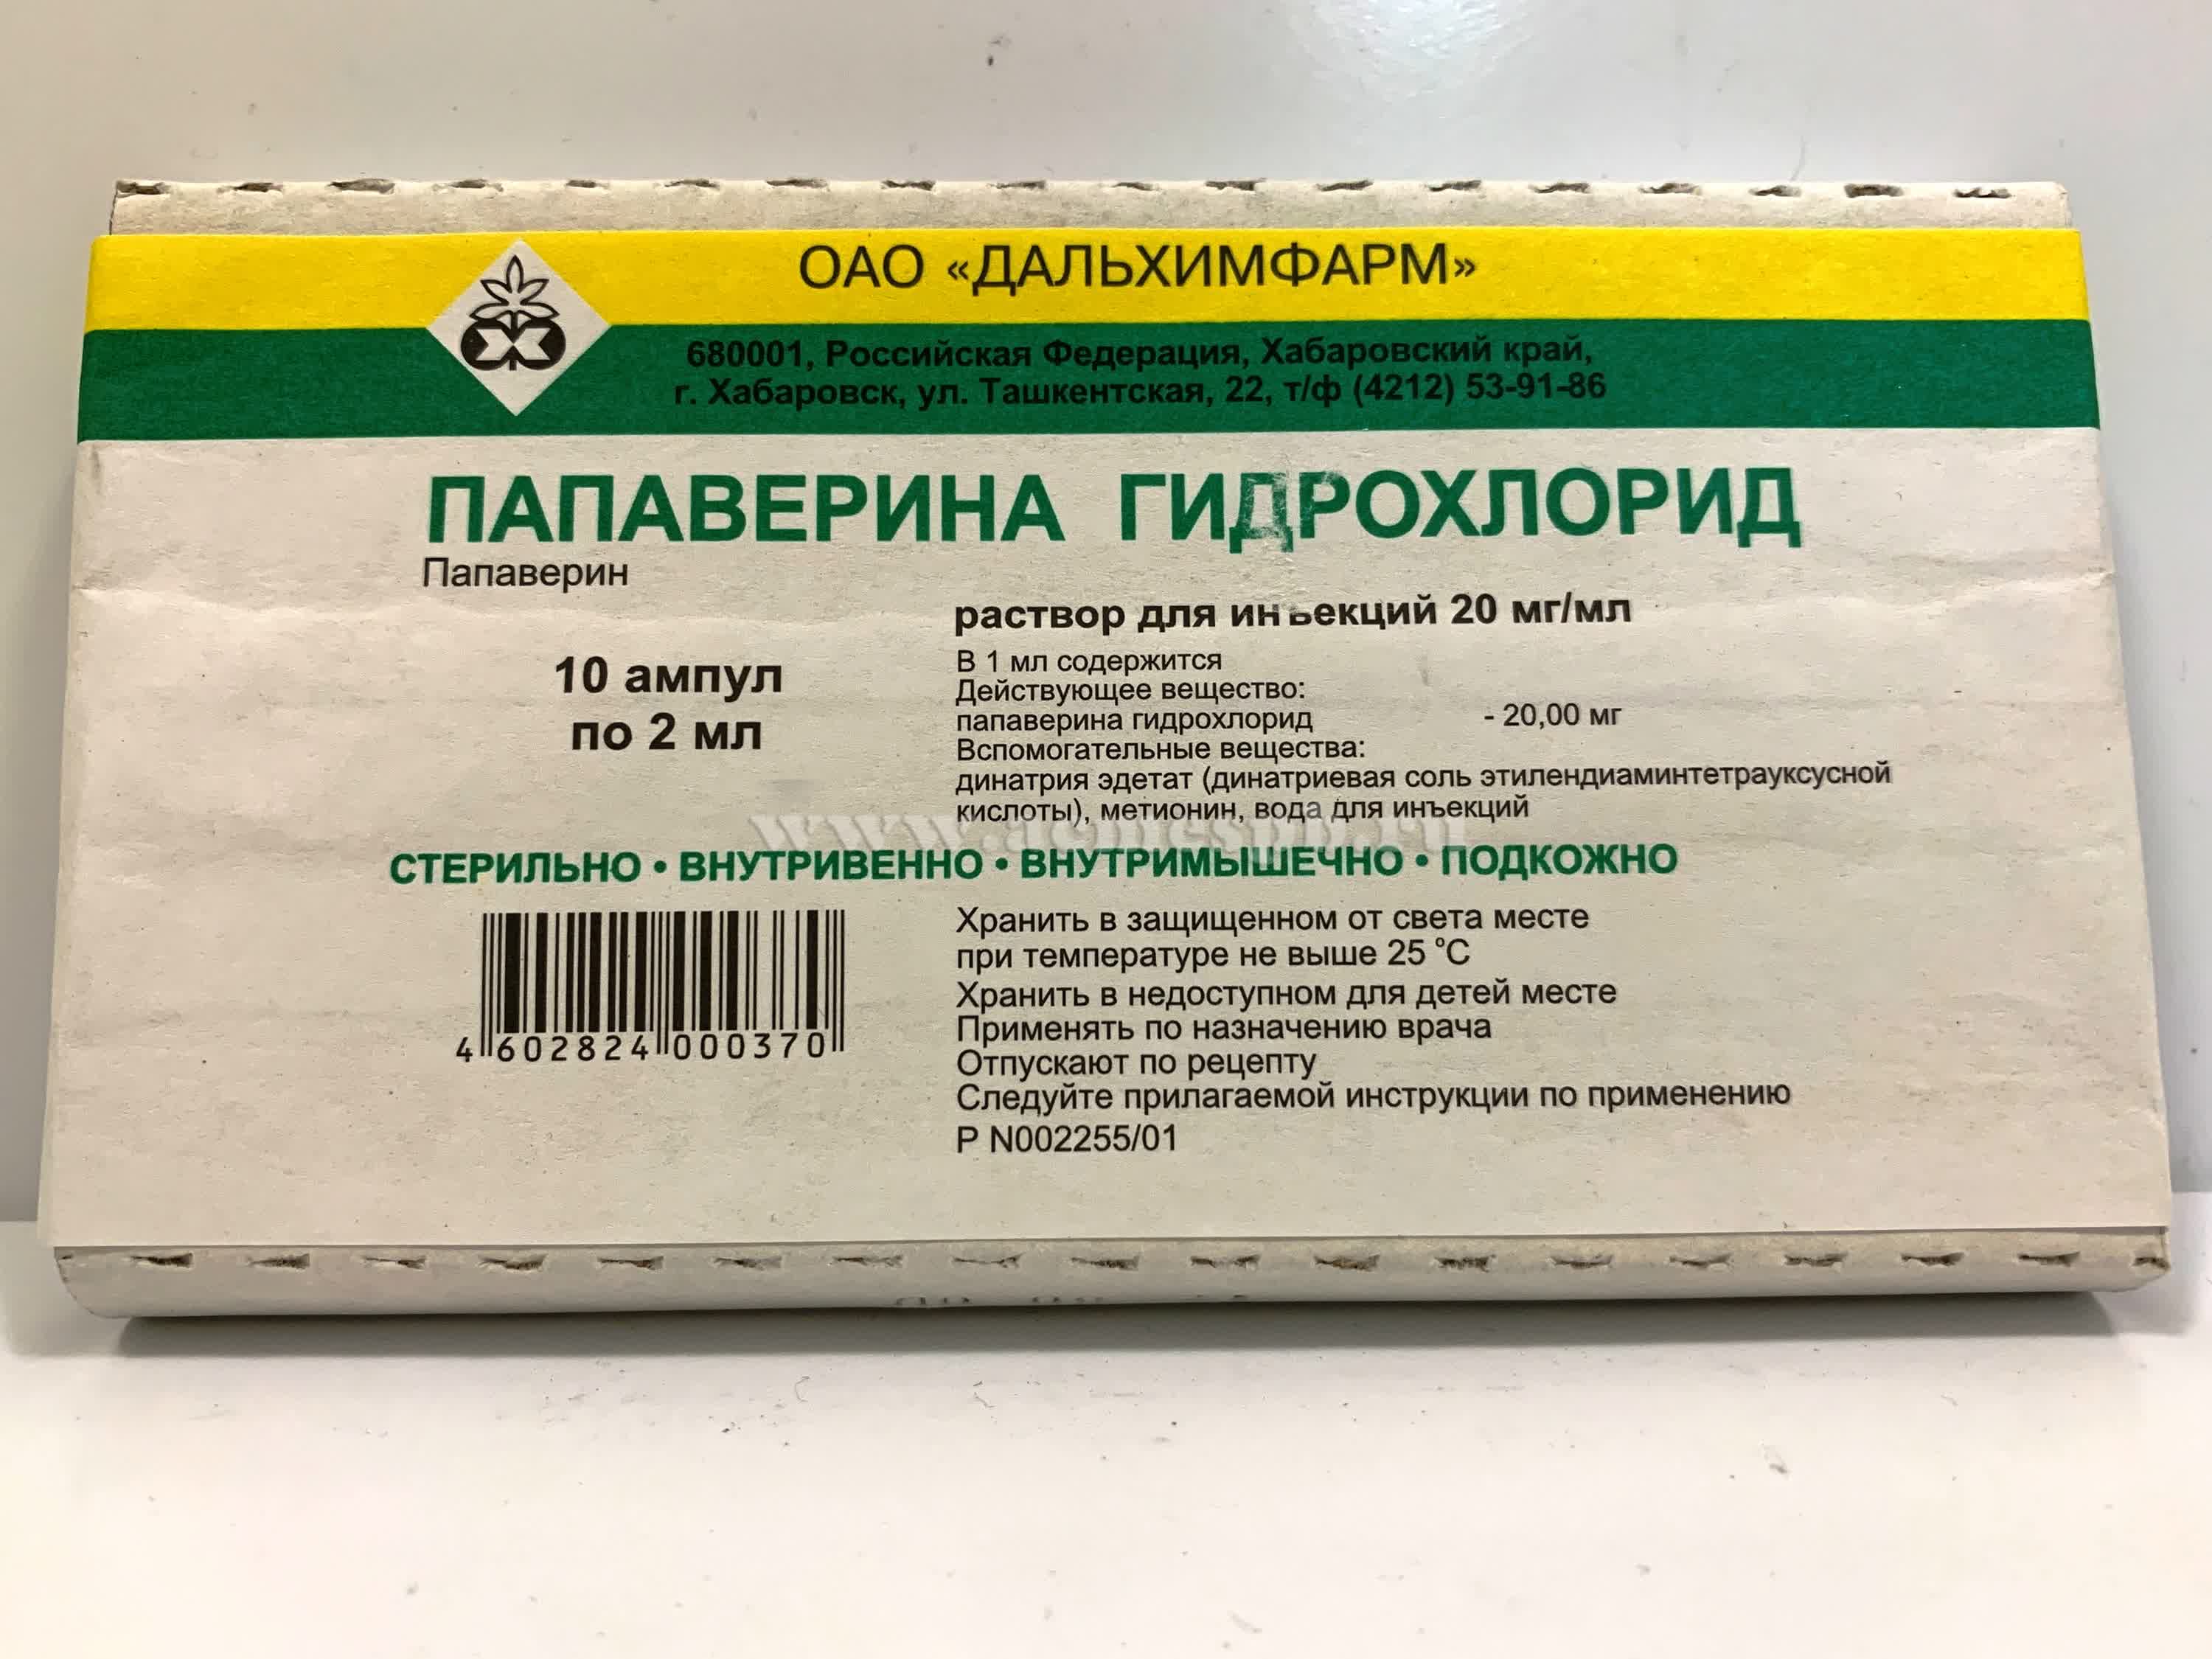 ОАО «ДАЛЬХИМФАРМ»
680001, Российская Федерация, Хабаровский край,
г. Хабаровск, ул. Ташкентская, 22, т/ф (4212) 53-91-86
ПАПАВЕРИНА ГИДРОХЛОРИД
Папаверин
раствор для инъекций 20 мг/мл
10 ампул
по 2 мл
В 1 мл содержится
Действующее вещество:
папаверина гидрохлорид - 20,00 мг
Вспомогательные вещества:
динатрия эдетат (динатриевая соль этилендиаминтетрауксусной
кислоты), метионин, вода для инъекций
СТЕРИЛЬНО • ВНУТРИВЕННО • ВНУТРИМЫШЕЧНО • ПОДКОЖНО
4 602824 000370
Хранить в защищенном от света месте
при температуре не выше 25 °С
Хранить в недоступном для детей месте
Применять по назначению врача
Отпускают по рецепту
Следуйте прилагаемой инструкции по применению
Р N002255/01